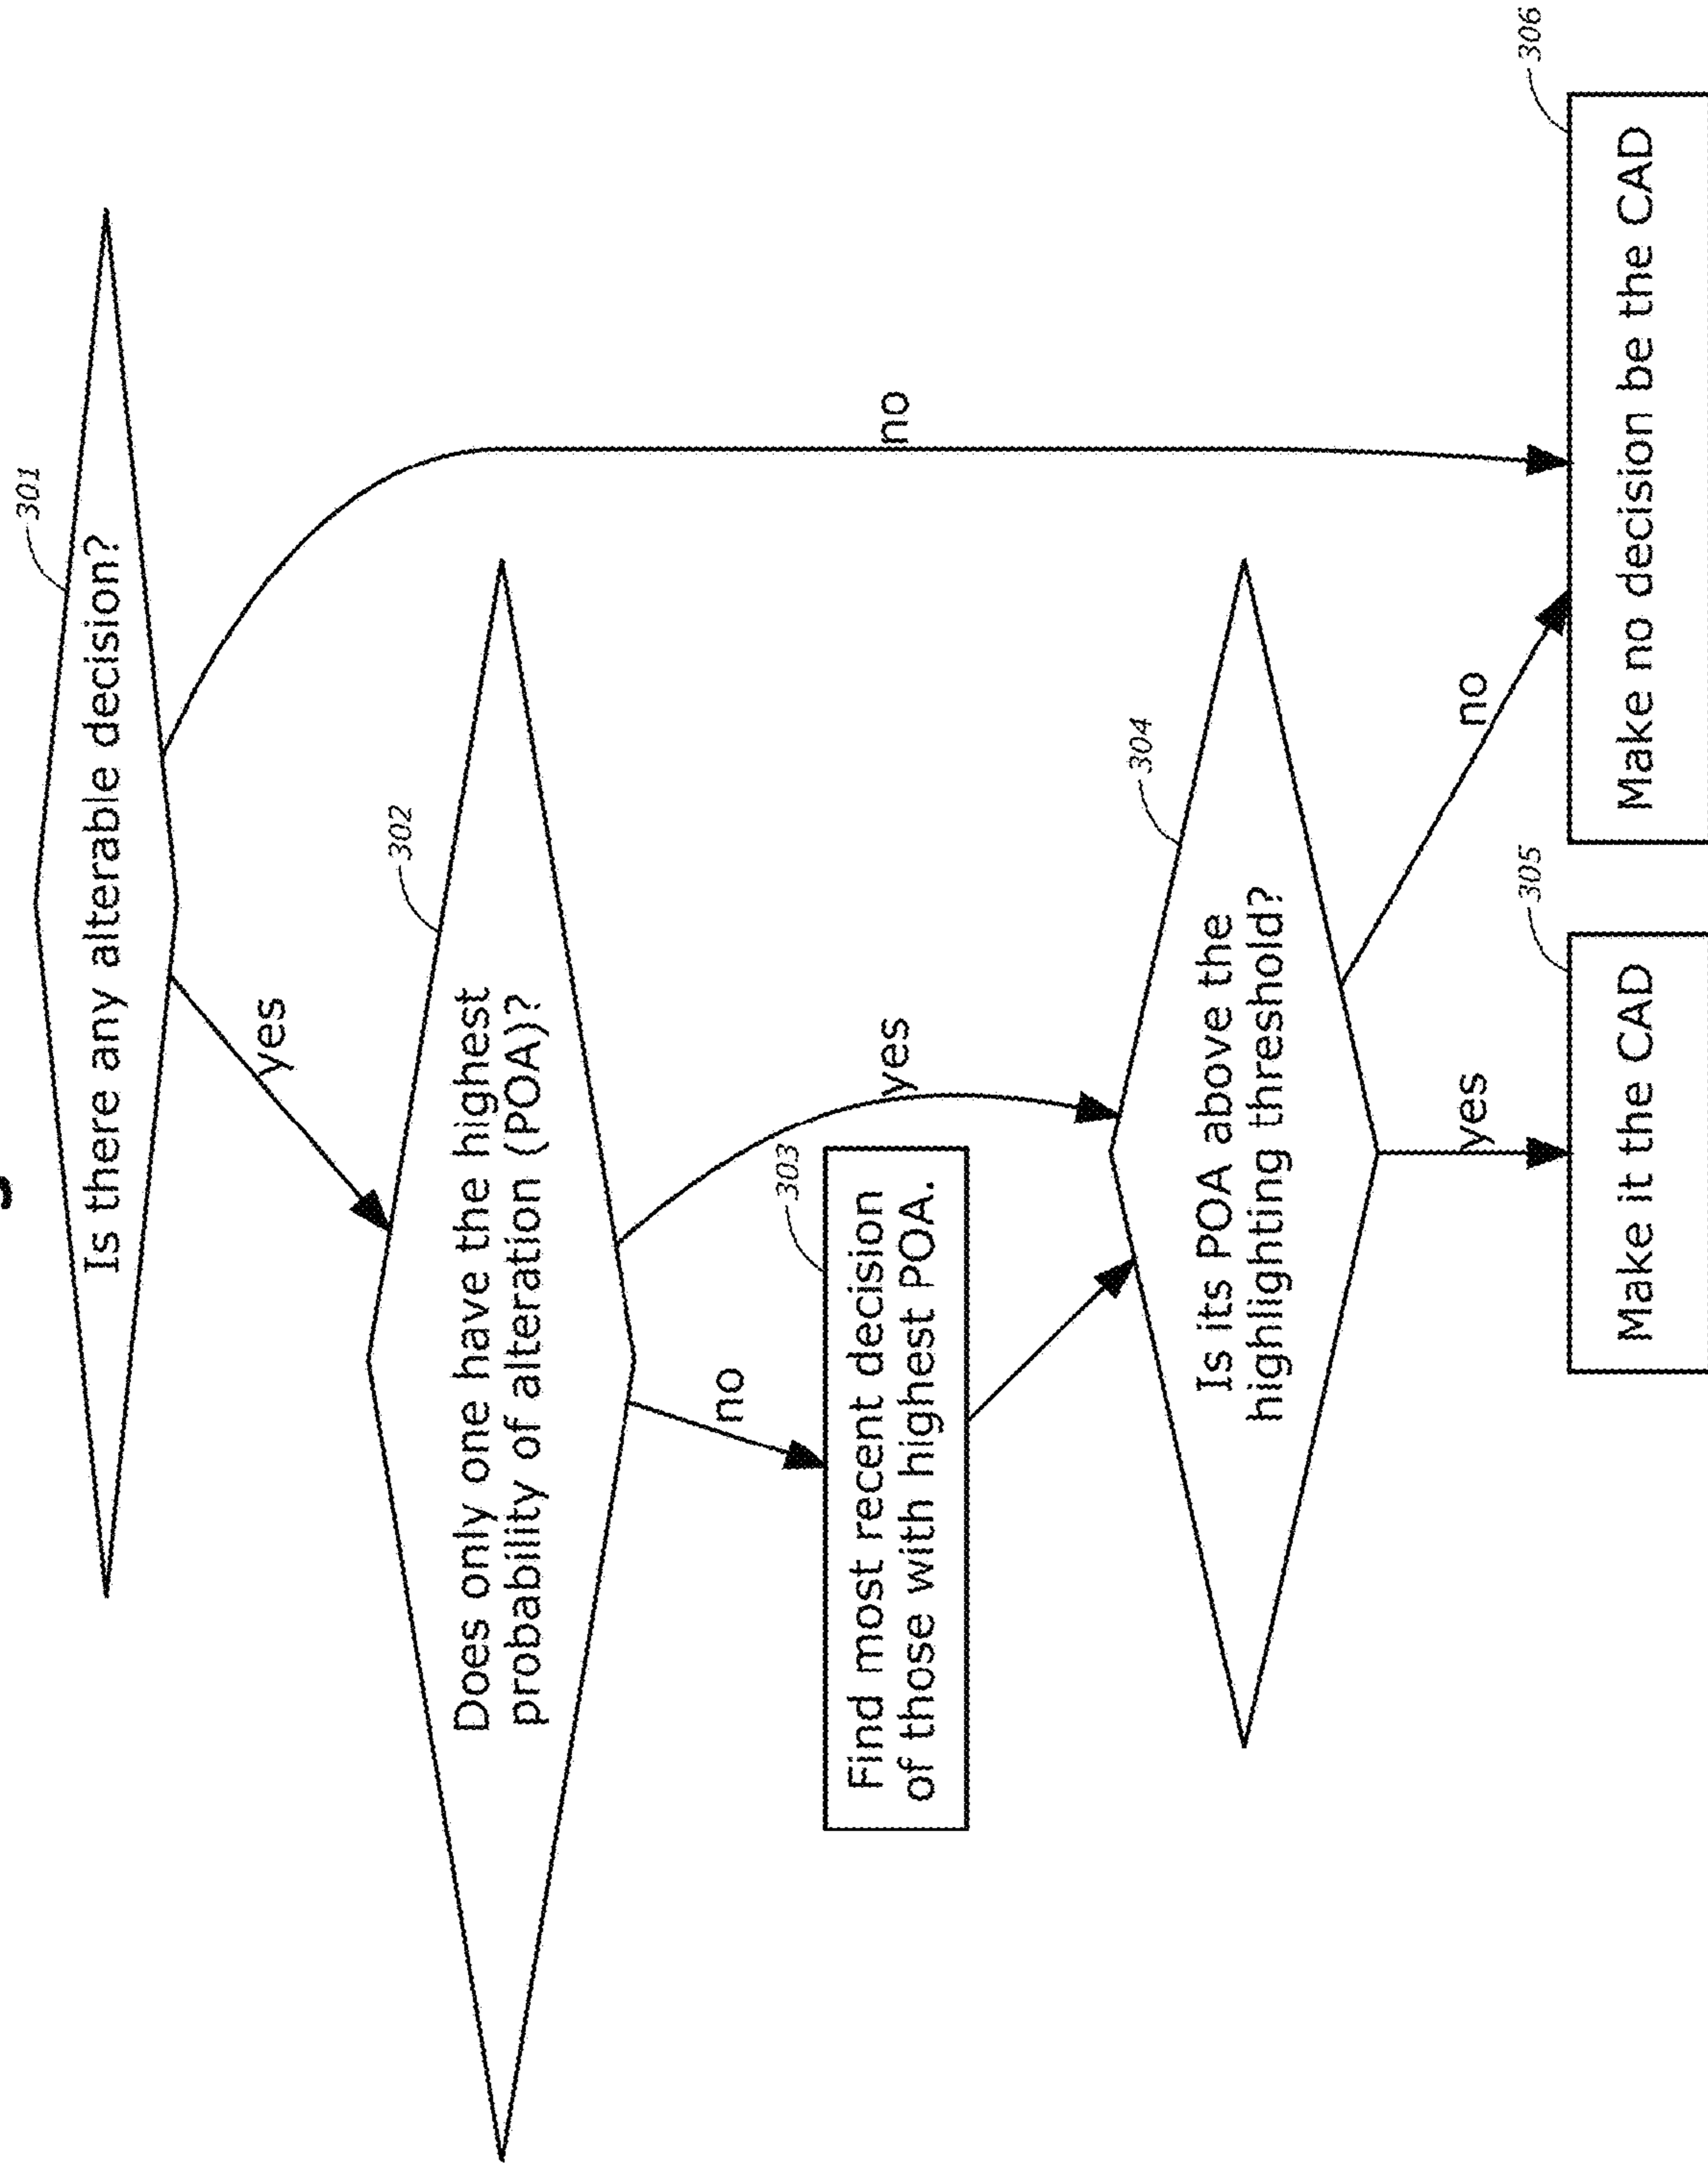 301
Is there any alterable decision?
yes
no
302
Does only one have the highest
probability of alteration (POA)?
no
yes
303
Find most recent decision
of those with highest POA.
304
Is its POA above the
highlighting threshold?
yes
no
305
Make it the CAD
306
Make no decision be the CAD